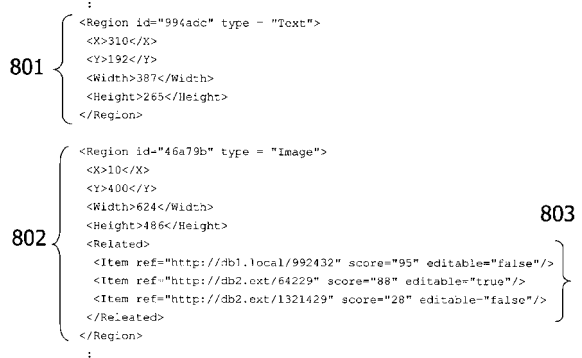 :
801
<Region id="994adc" type = "Text">
<X>310</X>
<Y>192</Y>
<Width>387</Width>
<Height>265</Height>
</Region>
802
<Region id="46a79b" type = "Image">
<X>10</X>
<Y>400</Y>
<Width>624</Width>
<Height>486</Height>
803
<Related>
<Item ref="http://db1.local/992432" score="95" editable="false"/>
<Item ref="http://db2.ext/64229" score="88" editable="true"/>
<Item ref="http://db2.ext/1321429" score="28" editable="false"/>
</Releated>
</Region>
: